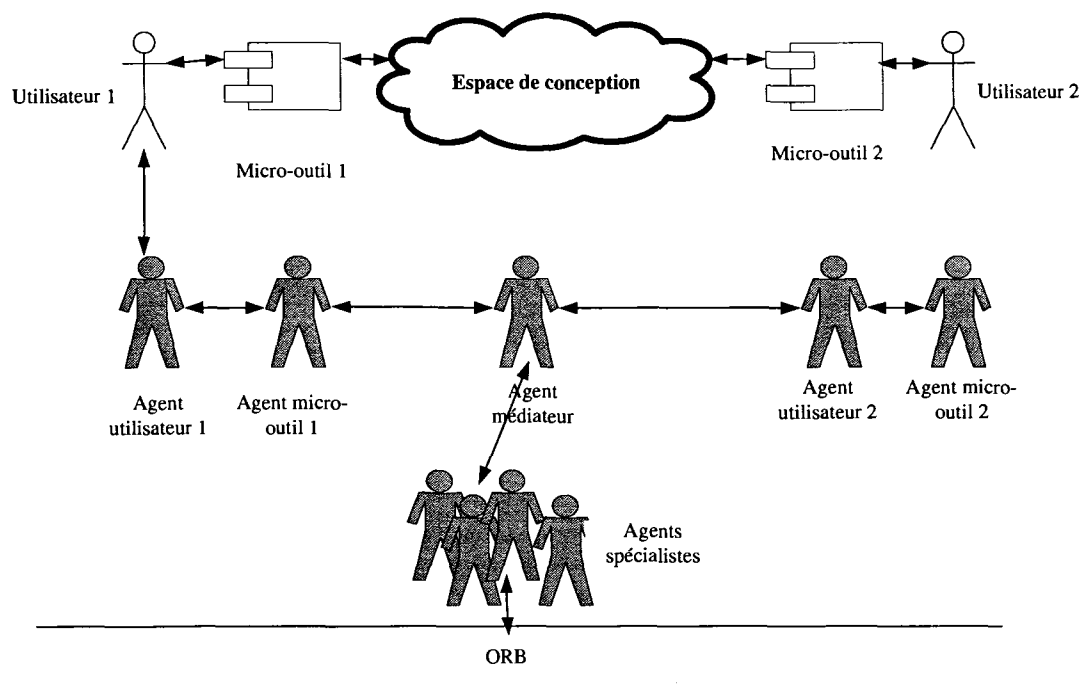 Espace de conception
Utilisateur 1
Utilisateur 2
Micro-outil 1
Micro-outil 2
Agent
utilisateur 1
Agent micro-
outil 1
Agent
médiateur
Agent
utilisateur 2
Agent micro-
outil 2
Agents
spécialistes
ORB